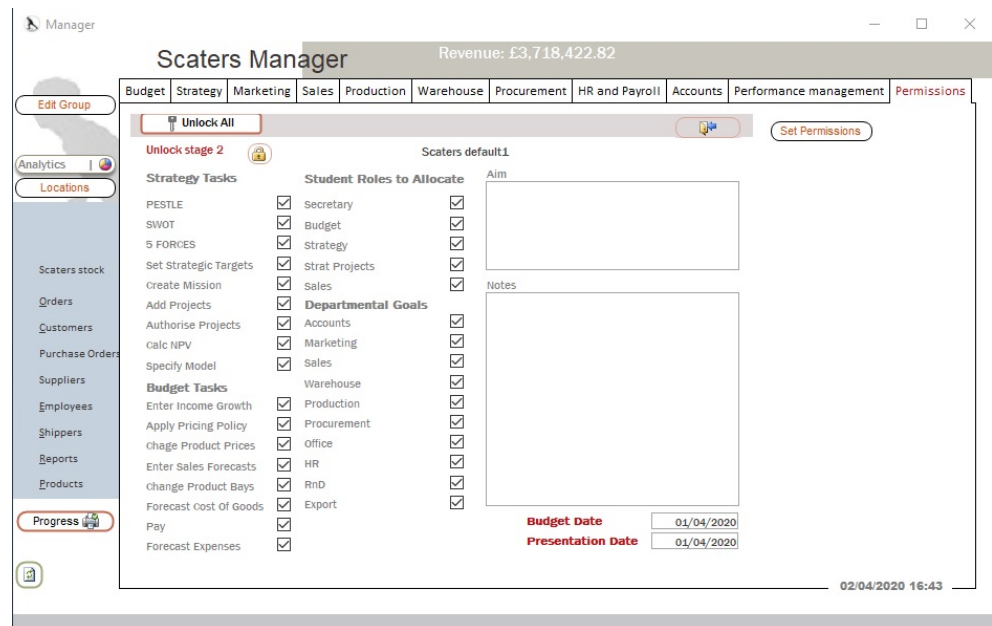 Manager
Scaters Manager
Revenue: £3,718,422.82
Budget Strategy Marketing Sales Production Warehouse Procurement HR and Payroll Accounts Performance management Permissions
Edit Group
Analytics
Locations
Scaters stock
Orders
Customers
Purchase Orders
Suppliers
Employees
Shippers
Reports
Products
Progress
Unlock All
Set Permissions
Unlock stage 2
Scaters default1
Strategy Tasks
PESTLE
SWOT
5 FORCES
Set Strategic Targets
Create Mission
Add Projects
Authorise Projects
Calc NPV
Specify Model
Budget Tasks
Enter Income Growth
Apply Pricing Policy
Chage Product Prices
Enter Sales Forecasts
Change Product Bays
Forecast Cost Of Goods
Pay
Forecast Expenses
Student Roles to Allocate
Secretary
Budget
Strategy
Strat Projects
Sales
Departmental Goals
Accounts
Marketing
Sales
Warehouse
Production
Procurement
Office
HR
RnD
Export
Aim
Notes
Budget Date 01/04/2020
Presentation Date 01/04/2020
02/04/2020 16:43